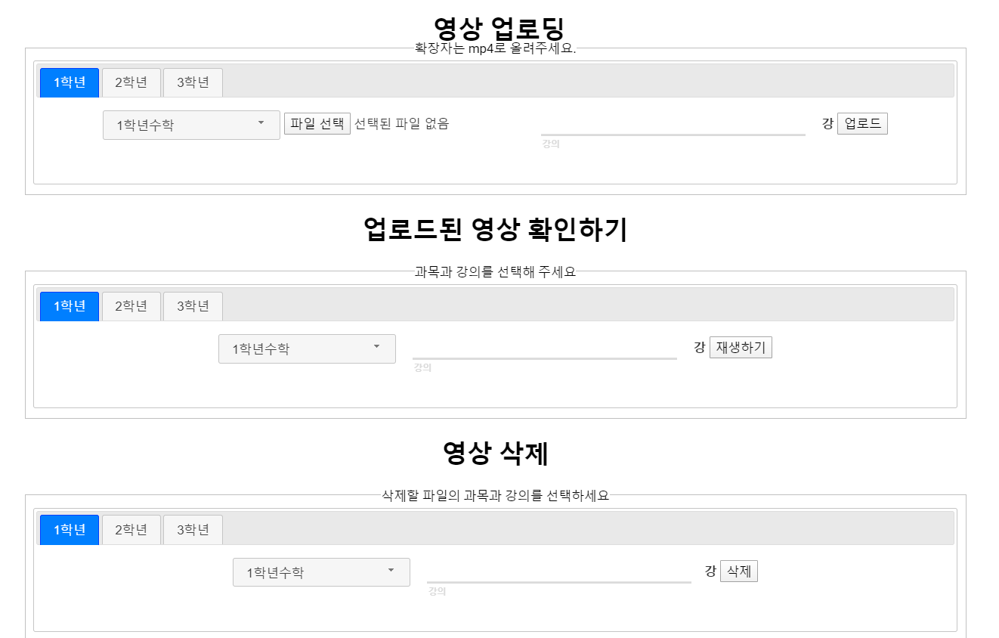 영상 업로딩
확장자는 mp4로 올려주세요.
1학년 2학년 3학년
1학년수학 파일 선택 선택된 파일 없음 강 업로드
강의
업로드된 영상 확인하기
과목과 강의를 선택해 주세요
1학년 2학년 3학년
1학년수학 강 재생하기
강의
영상 삭제
삭제할 파일의 과목과 강의를 선택하세요
1학년 2학년 3학년
1학년수학 강 삭제
강의